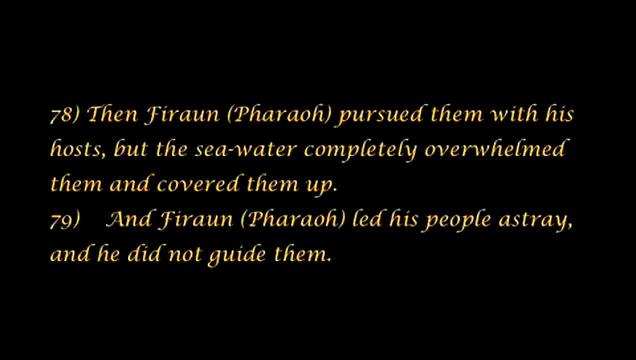 78) Then Firaun (Pharaoh) pursued them with his
hosts, but the sea-water completely overwhelmed
them and covered them up.
79) And Firaun (Pharaoh) led his people astray,
and he did not guide them.